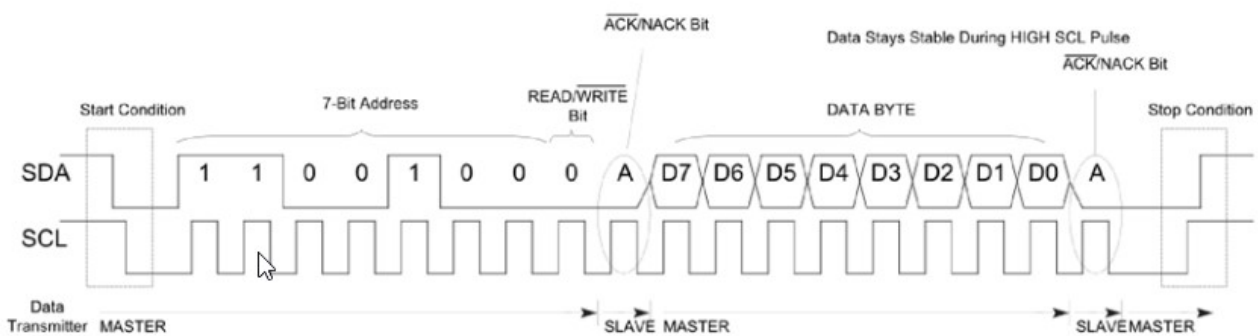 ACK/NACK Bit
Data Stays Stable During HIGH SCL Pulse
ACK/NACK Bit
Start Condition
7-Bit Address
READ/WRITE
Bit
DATA BYTE
Stop Condition
SDA 1 1 0 0 1 0 0 0 A D7 D6 D5 D4 D3 D2 D1 D0 A
SCL
Data
Transmitter MASTER SLAVE MASTER SLAVE MASTER